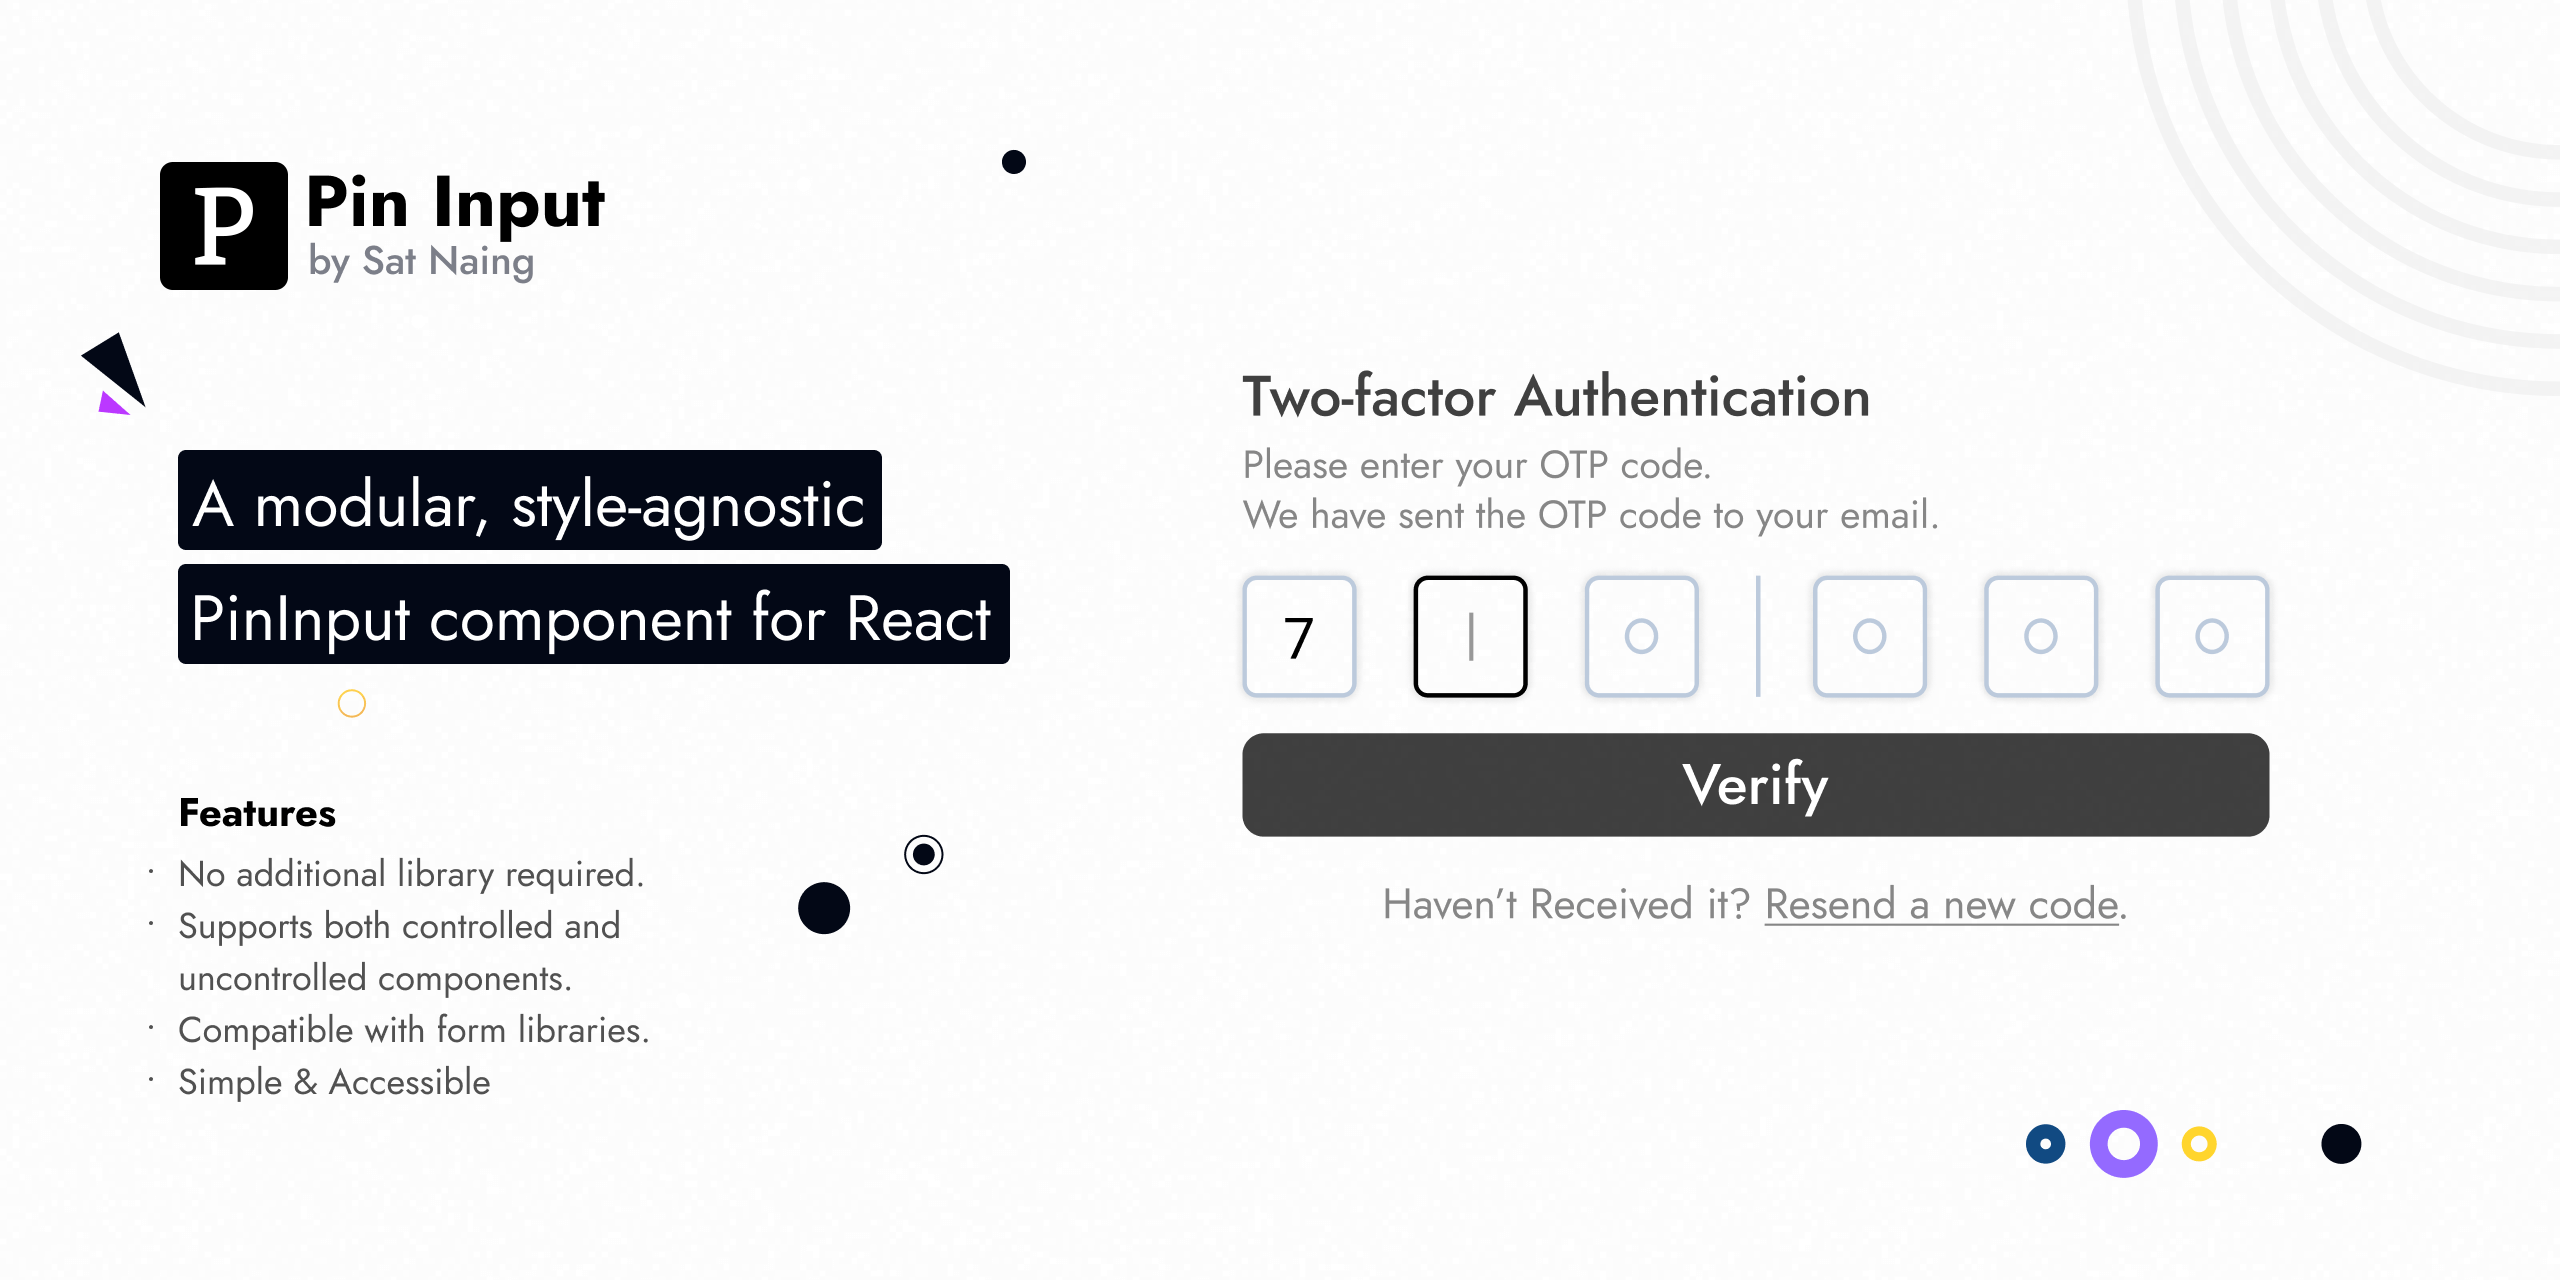 P
Pin Input
by Sat Naing
A modular, style-agnostic
PinInput component for React
Features
· No additional library required.
· Supports both controlled and
uncontrolled components.
· Compatible with form libraries.
· Simple & Accessible
Two-factor Authentication
Please enter your OTP code.
We have sent the OTP code to your email.
7
Verify
Haven’t Received it? Resend a new code.